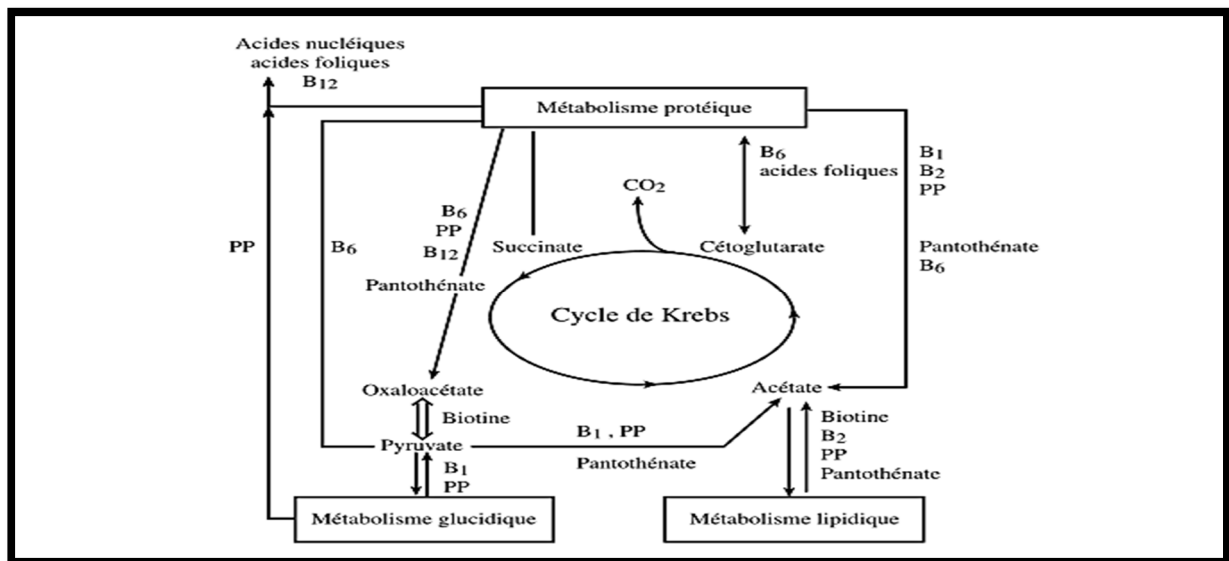 Acides nucléiques
acides foliques
B12
Métabolisme protéique
B6
acides foliques
B1
B2
PP
CO2
B6
PP
B12
PP
B6
Succinate
Cétoglutarate
Pantothénate
B6
Pantothénate
Cycle de Krebs
Oxaloacétate
Acétate
Biotine
Biotine
B2
PP
Pantothénate
B1 , PP
Pyruvate
Pantothénate
B1
PP
Métabolisme glucidique
Métabolisme lipidique